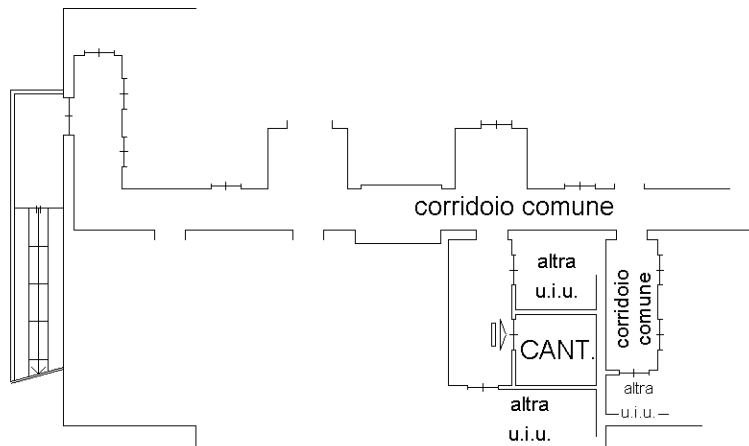 corridoio comune
altra
u.i.u.
corridoio
comune
CANT.
altra
u.i.u.
altra
u.i.u.